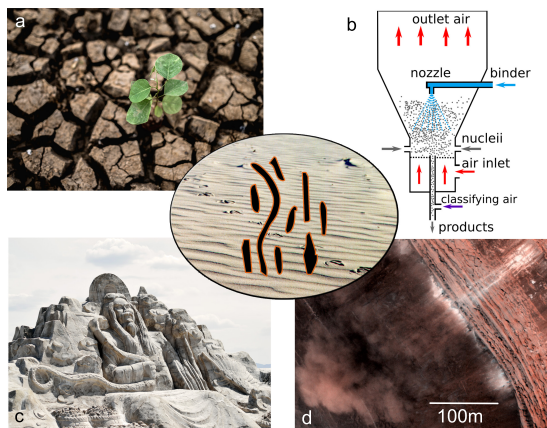 a
b
outlet air
nozzle
binder
nucleii
air inlet
classifying air
products
c
d
100m